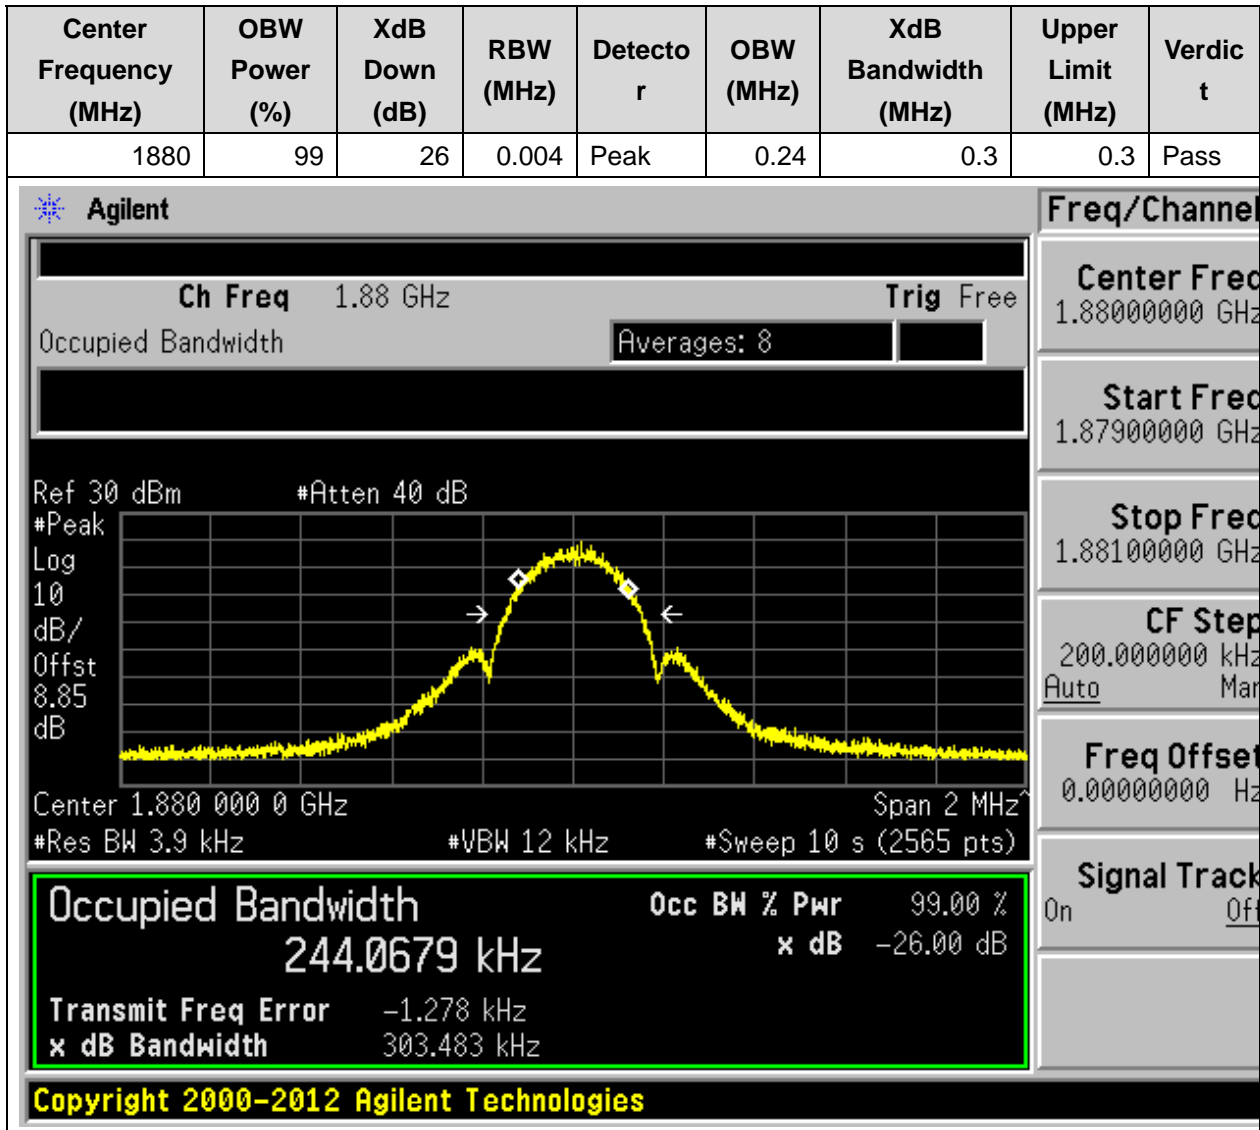 Center Frequency (MHz) OBW Power (%) XdB Down (dB) RBW (MHz) Detector OBW (MHz) XdB Bandwidth (MHz) Upper Limit (MHz) Verdict
1880 99 26 0.004 Peak 0.24 0.3 0.3 Pass
Agilent
Freq/Channel
Ch Freq 1.88 GHz Trig Free
Occupied Bandwidth Averages: 8
Center Freq
1.88000000 GHz
Start Freq
1.87900000 GHz
Stop Freq
1.88100000 GHz
CF Step
200.000000 kHz
Auto Man
Freq Offset
0.00000000 Hz
Signal Track
On Off
Ref 30 dBm #Atten 40 dB
#Peak
Log
10
dB/
Offst
8.85
dB
Center 1.880 000 0 GHz Span 2 MHz^
#Res BW 3.9 kHz #VBW 12 kHz #Sweep 10 s (2565 pts)
Occupied Bandwidth
244.0679 kHz
Occ BW % Pwr 99.00 %
x dB -26.00 dB
Transmit Freq Error -1.278 kHz
x dB Bandwidth 303.483 kHz
Copyright 2000-2012 Agilent Technologies